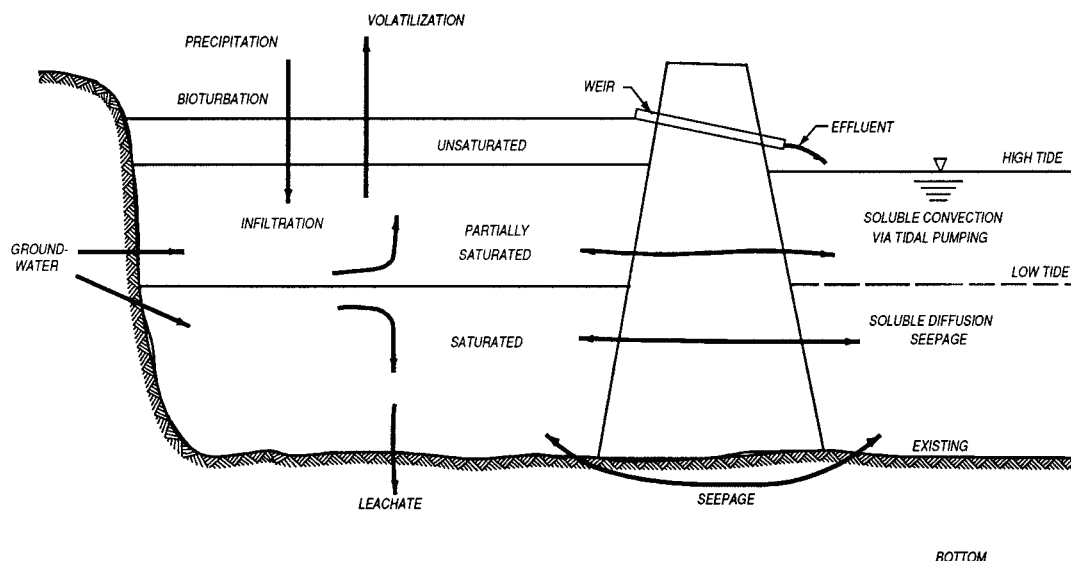 VOLATILIZATION
PRECIPITATION
WEIR
BIOTURBATION
EFFLUENT
UNSATURATED
HIGH TIDE
INFILTRATION
PARTIALLY
SATURATED
SOLUBLE CONVECTION
VIA TIDAL PUMPING
GROUND-
WATER
LOW TIDE
SOLUBLE DIFFUSION
SEEPAGE
SATURATED
EXISTING
LEACHATE
SEEPAGE
BOTTOM